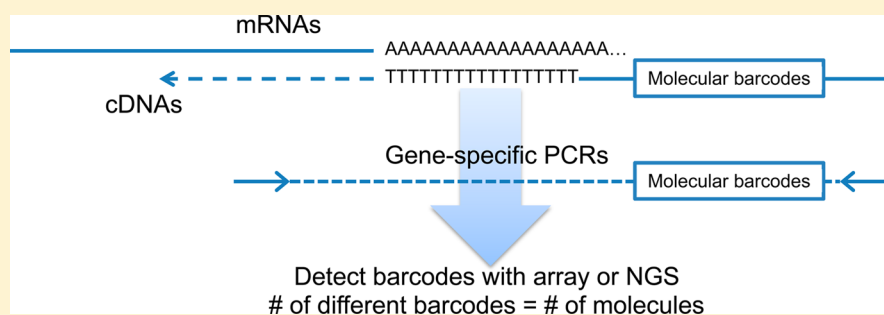 mRNAs
AAAAAAAAAAAAAAAAAA...
TTTTTTTTTTTTTTTTTT
Molecular barcodes
cDNAs
Gene-specific PCRs
Molecular barcodes
Detect barcodes with array or NGS
# of different barcodes = # of molecules